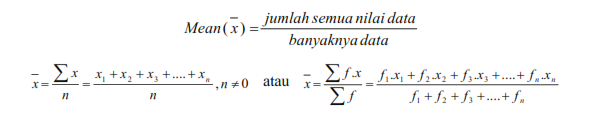 Mean(x̄) = jumlah semua nilai data / banyaknya data
x̄ = ∑x / n = x₁ + x₂ + x₃ + .... + xₙ / n , n ≠ 0 atau x̄ = ∑f.x / ∑f = f₁.x₁ + f₂.x₂ + f₃.x₃ + .... + fₙ.xₙ / f₁ + f₂ + f₃ + .... + fₙ